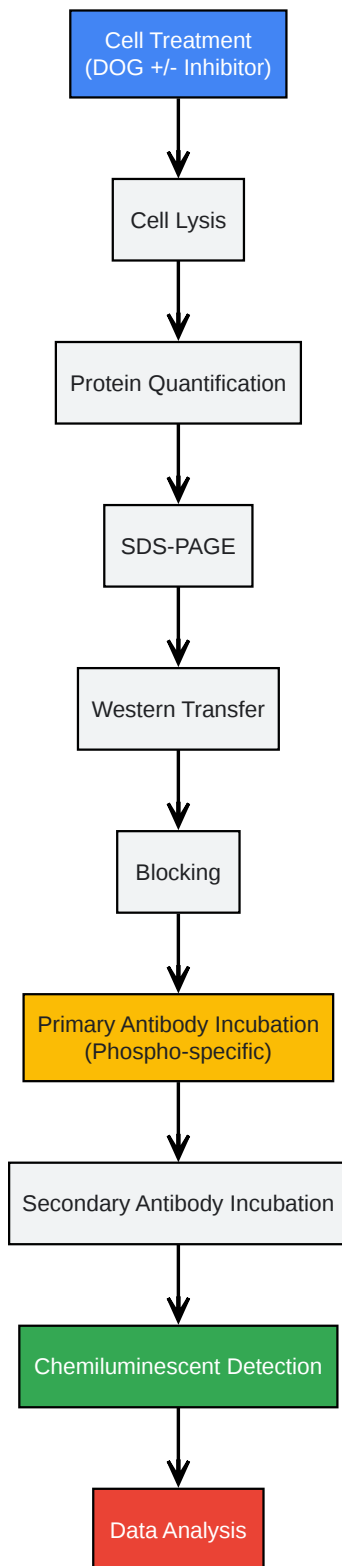 Cell Treatment
(DOG +/- Inhibitor)
Cell Lysis
Protein Quantification
SDS-PAGE
Western Transfer
Blocking
Primary Antibody Incubation
(Phospho-specific)
Secondary Antibody Incubation
Chemiluminescent Detection
Data Analysis